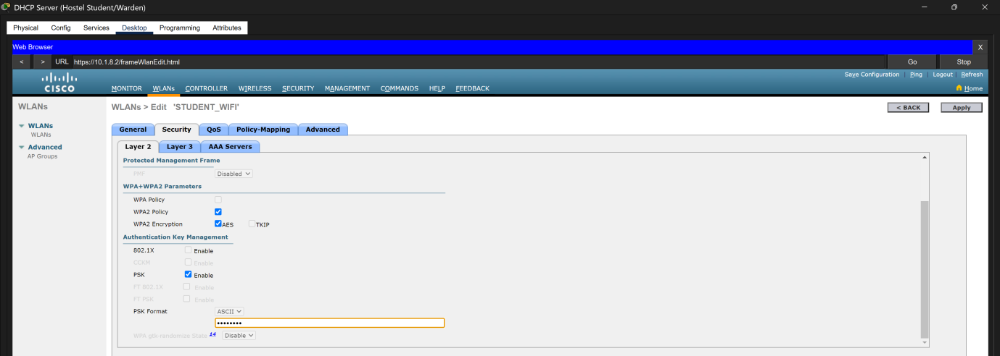 DHCP Server (Hostel Student/Warden)
Physical Config Services Desktop Programming Attributes
Web Browser X
< > URL https://10.1.8.2/frameWlanEdit.html Go Stop
Save Configuration | Ping | Logout | Refresh
CISCO MONITOR WLANs CONTROLLER WIRELESS SECURITY MANAGEMENT COMMANDS HELP FEEDBACK Home
WLANs
WLANs
WLANs
Advanced
AP Groups
WLANs > Edit 'STUDENT_WIFI' < BACK Apply
General Security QoS Policy-Mapping Advanced
Layer 2 Layer 3 AAA Servers
Protected Management Frame
PMF Disabled
WPA+WPA2 Parameters
WPA Policy
WPA2 Policy
WPA2 Encryption AES TKIP
Authentication Key Management
802.1X Enable
CCKM Enable
PSK Enable
FT 802.1X Enable
FT PSK Enable
PSK Format ASCII
••••••••
WPA gtk-randomize State 14 Disable